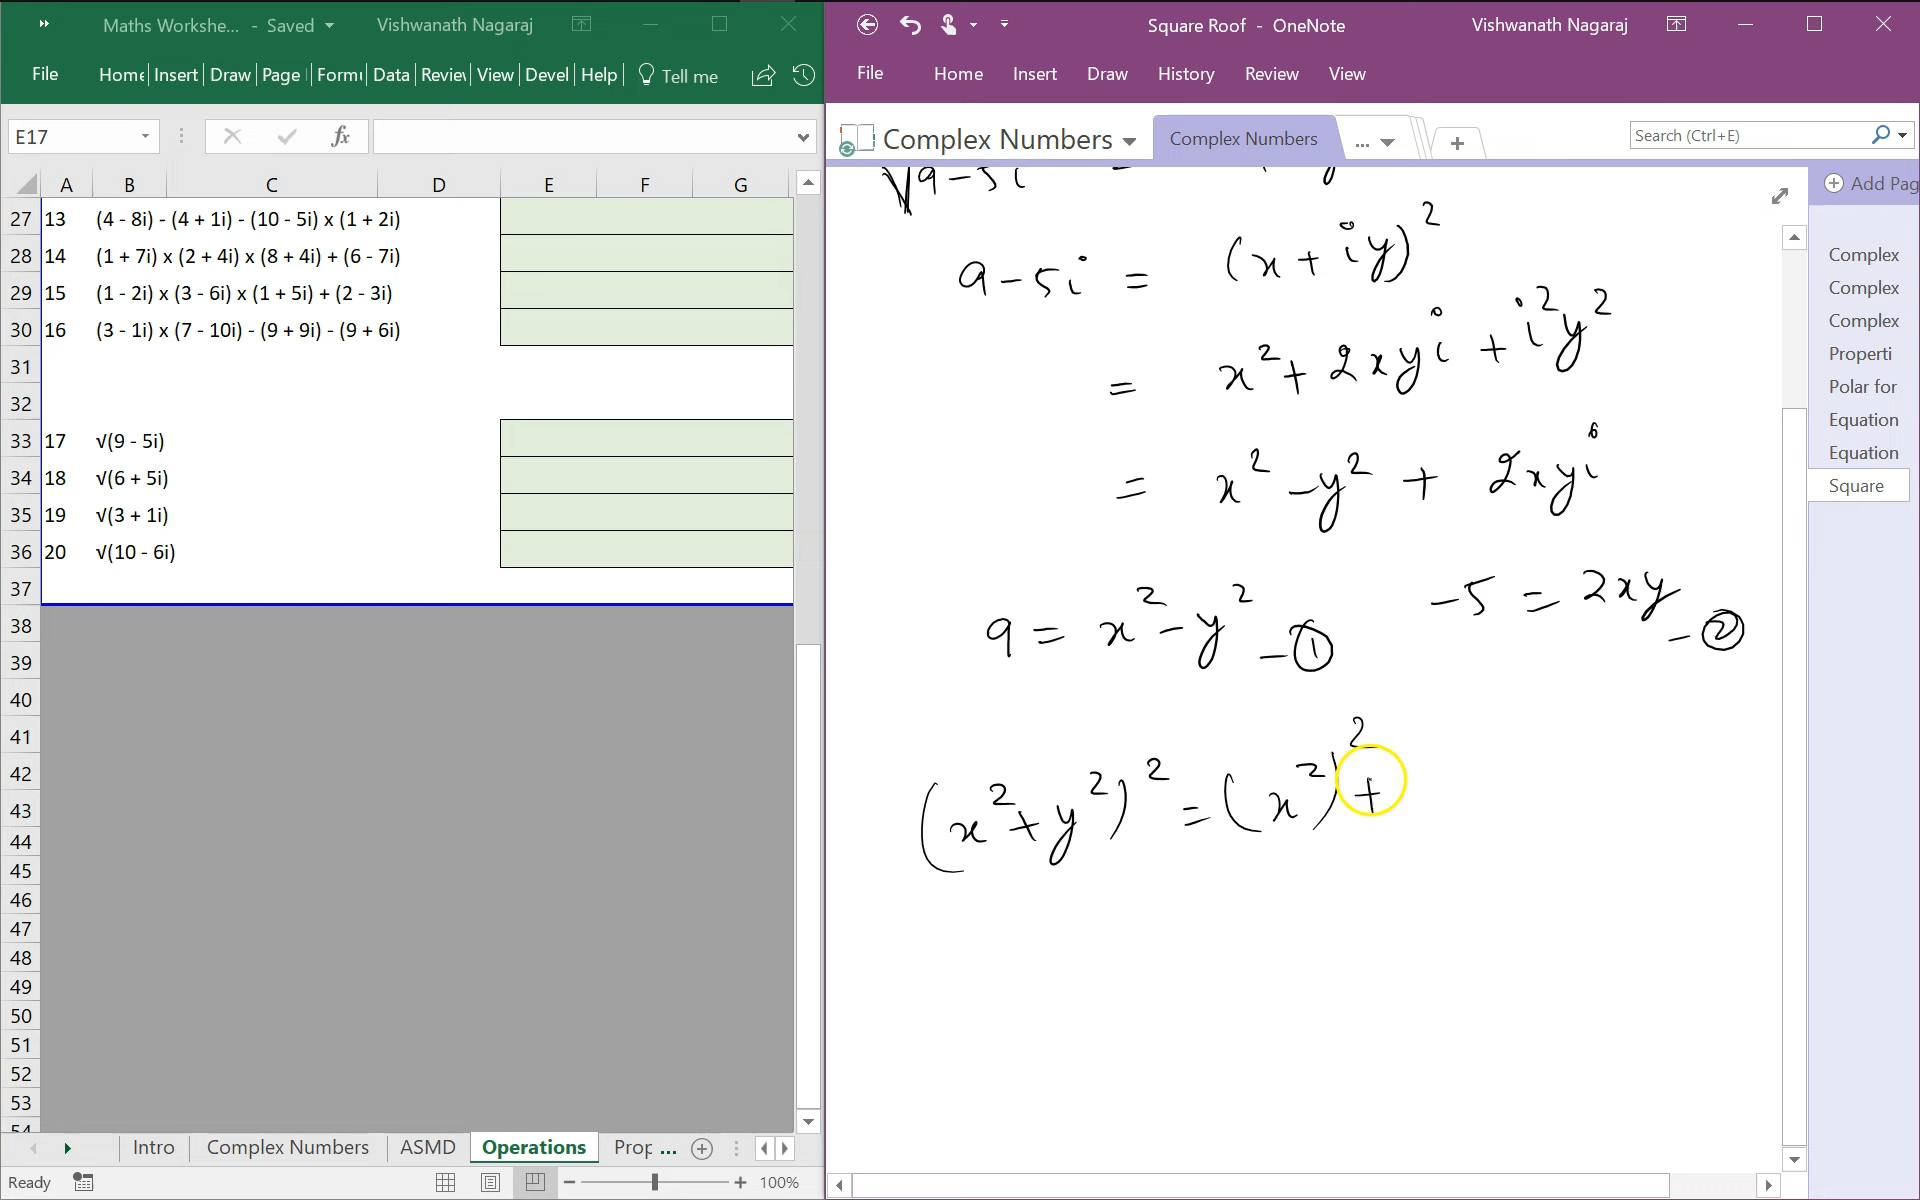 Maths Workshe... - Saved
Vishwanath Nagaraj
File Home Insert Draw Page Formu Data Review View Devel Help Tell me
E17
fx
A B C D E F G
27 13 (4 - 8i) - (4 + 1i) - (10 - 5i) x (1 + 2i)
28 14 (1 + 7i) x (2 + 4i) x (8 + 4i) + (6 - 7i)
29 15 (1 - 2i) x (3 - 6i) x (1 + 5i) + (2 - 3i)
30 16 (3 - 1i) x (7 - 10i) - (9 + 9i) - (9 + 6i)
31
32
33 17 √(9 - 5i)
34 18 √(6 + 5i)
35 19 √(3 + 1i)
36 20 √(10 - 6i)
37
38
39
40
41
42
43
44
45
46
47
48
49
50
51
52
53
54
Intro Complex Numbers ASMD Operations Prop ...
Ready
100%
Square Roof - OneNote
Vishwanath Nagaraj
File Home Insert Draw History Review View
Complex Numbers
Complex Numbers
...
Search (Ctrl+E)
Add Pag
Complex
Complex
Complex
Properti
Polar for
Equation
Equation
Square
√9 - 5i =
9 - 5i = (x + iy)²
= x² + 2xyi + i²y²
= x² - y² + 2xyi
9 = x² - y² - ① -5 = 2xy - ②
(x² + y²)² = (x²)² +